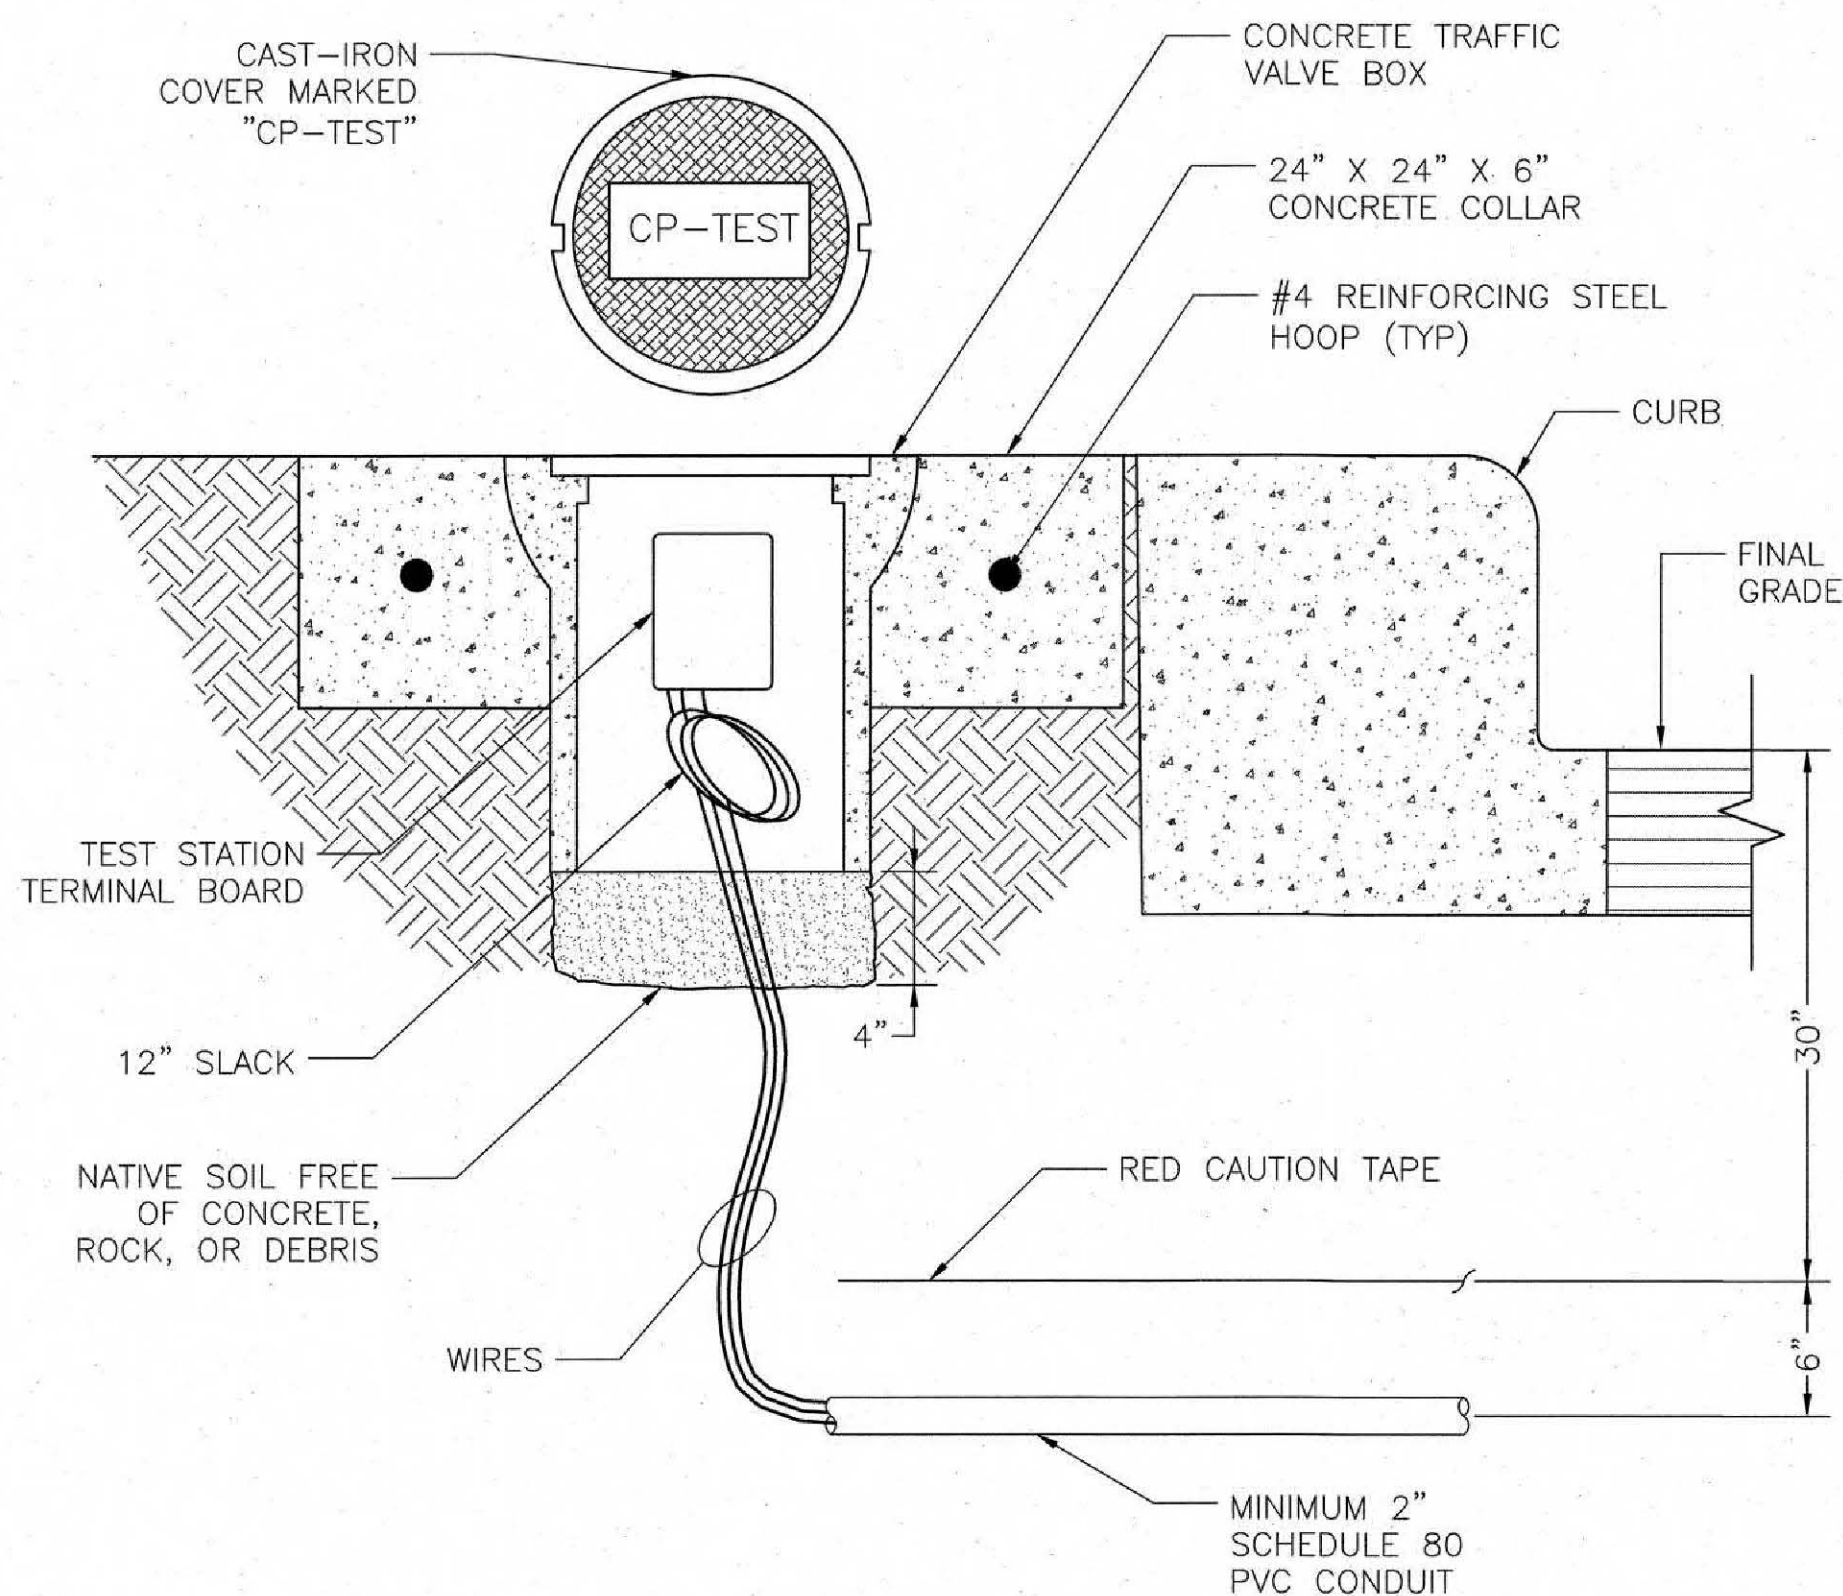 CAST-IRON
COVER MARKED
"CP-TEST"
CP-TEST
CONCRETE TRAFFIC
VALVE BOX
24" X 24" X 6"
CONCRETE COLLAR
#4 REINFORCING STEEL
HOOP (TYP)
CURB
FINAL
GRADE
TEST STATION
TERMINAL BOARD
12" SLACK
4"
30"
NATIVE SOIL FREE
OF CONCRETE,
ROCK, OR DEBRIS
RED CAUTION TAPE
WIRES
6"
MINIMUM 2"
SCHEDULE 80
PVC CONDUIT